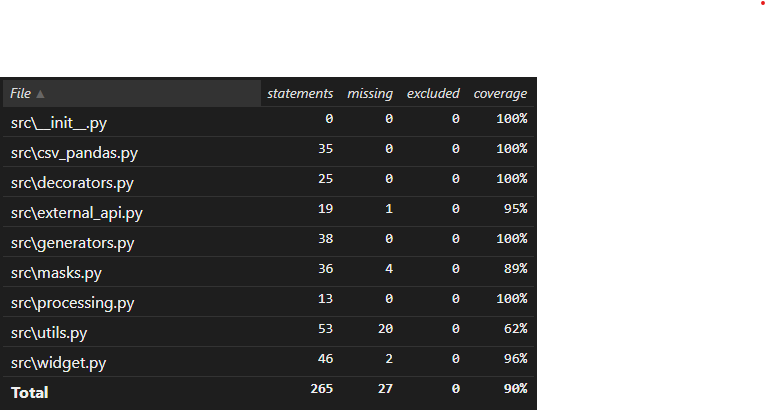 File ▲ statements missing excluded coverage
src\__init__.py 0 0 0 100%
src\csv_pandas.py 35 0 0 100%
src\decorators.py 25 0 0 100%
src\external_api.py 19 1 0 95%
src\generators.py 38 0 0 100%
src\masks.py 36 4 0 89%
src\processing.py 13 0 0 100%
src\utils.py 53 20 0 62%
src\widget.py 46 2 0 96%
Total 265 27 0 90%